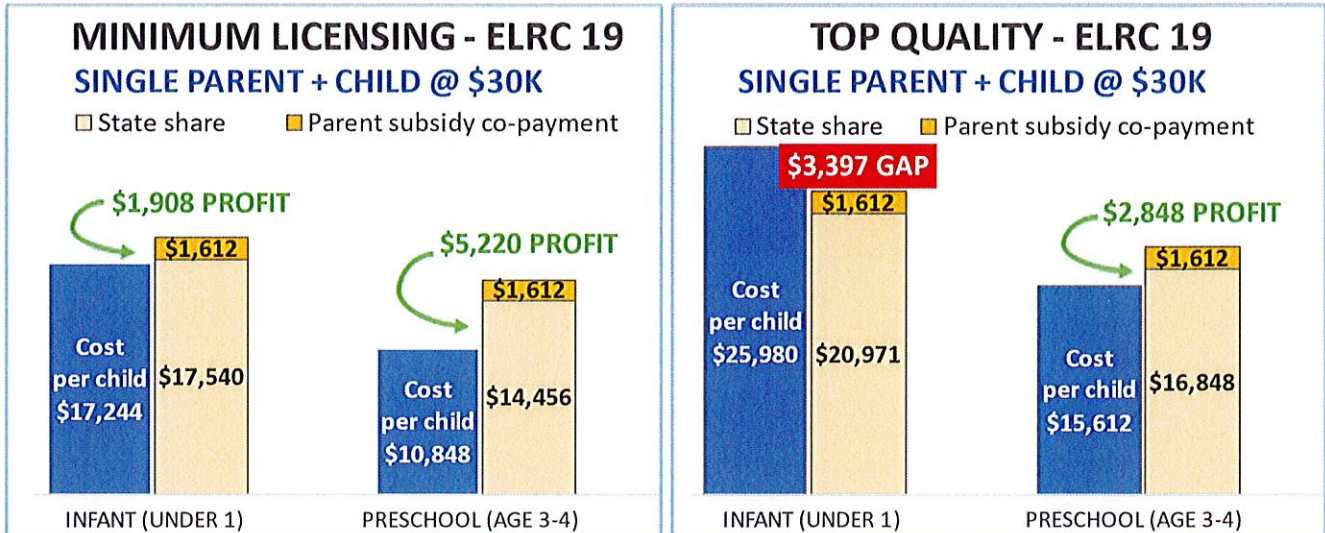 MINIMUM LICENSING - ELRC 19
SINGLE PARENT + CHILD @ $30K
State share
Parent subsidy co-payment
$1,908 PROFIT
$1,612
Cost
per child
$17,244
$17,540
INFANT (UNDER 1)
$5,220 PROFIT
$1,612
Cost
per child
$10,848
$14,456
PRESCHOOL (AGE 3-4)
TOP QUALITY - ELRC 19
SINGLE PARENT + CHILD @ $30K
State share
Parent subsidy co-payment
$3,397 GAP
$1,612
Cost
per child
$25,980
$20,971
INFANT (UNDER 1)
$2,848 PROFIT
$1,612
Cost
per child
$15,612
$16,848
PRESCHOOL (AGE 3-4)